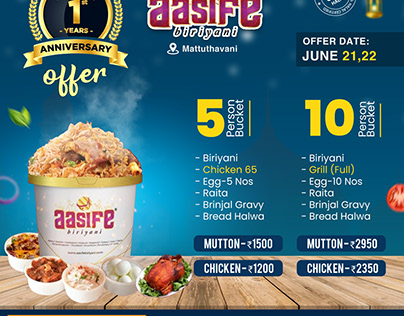 1st
- YEARS -
ANNIVERSARY
offer
aasife
biriyani
Mattuthavani
OFFER DATE:
JUNE 21,22
5 Person Bucket
- Biriyani
- Chicken 65
- Egg-5 Nos
- Raita
- Brinjal Gravy
- Bread Halwa
MUTTON-₹1500
CHICKEN-₹1200
10 Person Bucket
- Biriyani
- Grill (Full)
- Egg-10 Nos
- Raita
- Brinjal Gravy
- Bread Halwa
MUTTON-₹2950
CHICKEN-₹2350
aasife
biriyani